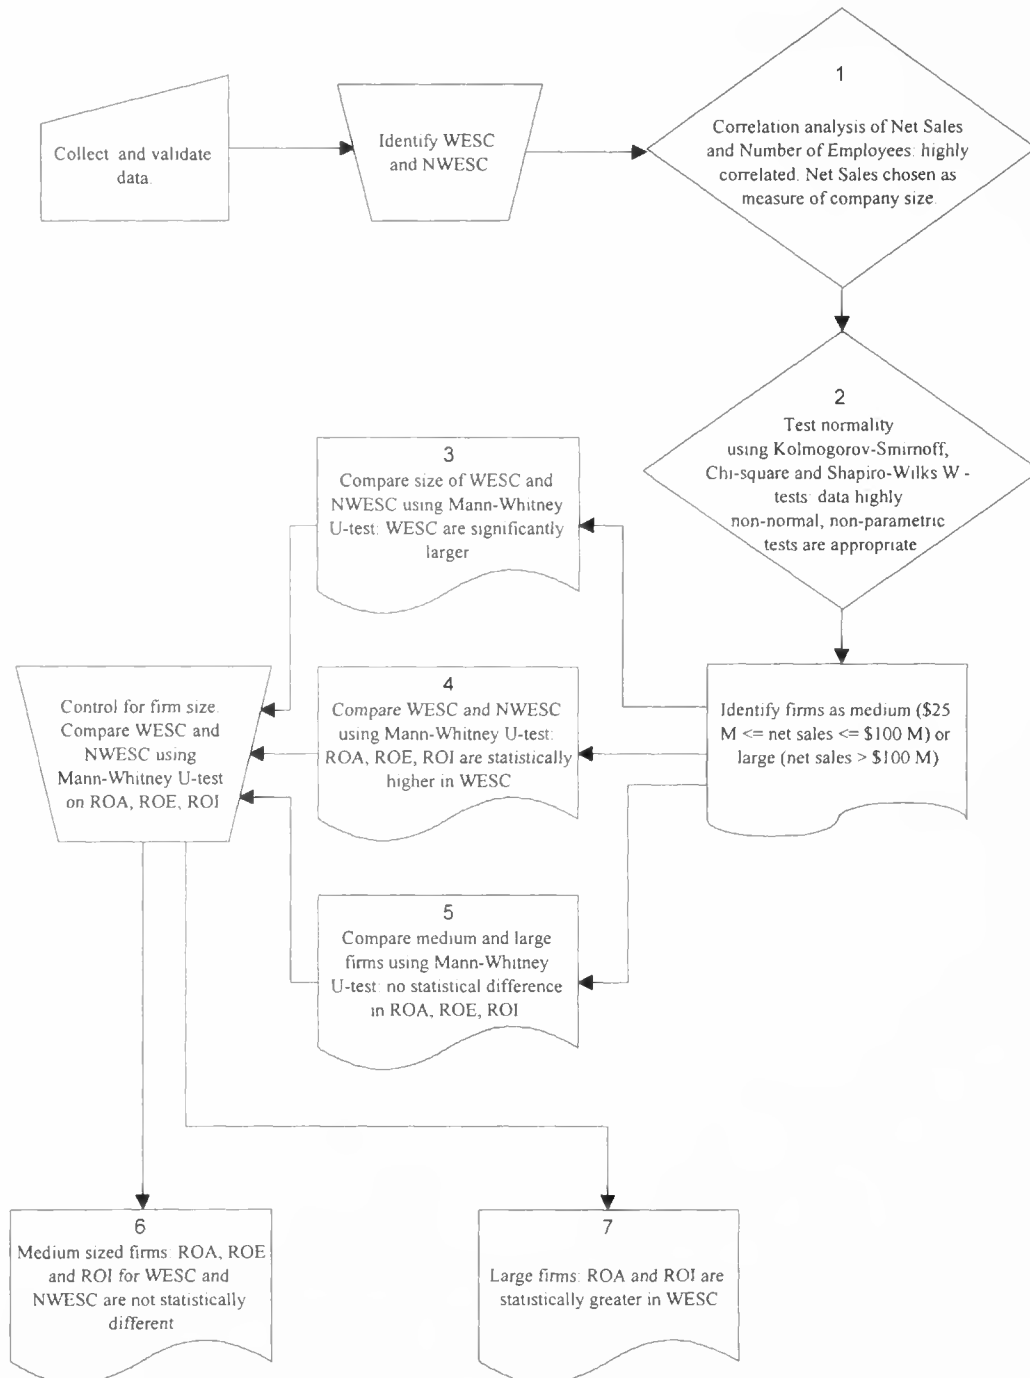 Collect and validate
data.
Identify WESC
and NWESC
1
Correlation analysis of Net Sales
and Number of Employees: highly
correlated. Net Sales chosen as
measure of company size.
2
Test normality
using Kolmogorov-Smirnoff,
Chi-square and Shapiro-Wilks W -
tests: data highly
non-normal, non-parametric
tests are appropriate
3
Compare size of WESC and
NWESC using Mann-Whitney
U-test: WESC are significantly
larger
Identify firms as medium ($25
M <= net sales <= $100 M) or
large (net sales > $100 M)
4
Compare WESC and NWESC
using Mann-Whitney U-test:
ROA, ROE, ROI are statistically
higher in WESC
Control for firm size.
Compare WESC and
NWESC using
Mann-Whitney U-test
on ROA, ROE, ROI
5
Compare medium and large
firms using Mann-Whitney
U-test: no statistical difference
in ROA, ROE, ROI
6
Medium sized firms: ROA, ROE
and ROI for WESC and
NWESC are not statistically
different
7
Large firms: ROA and ROI are
statistically greater in WESC